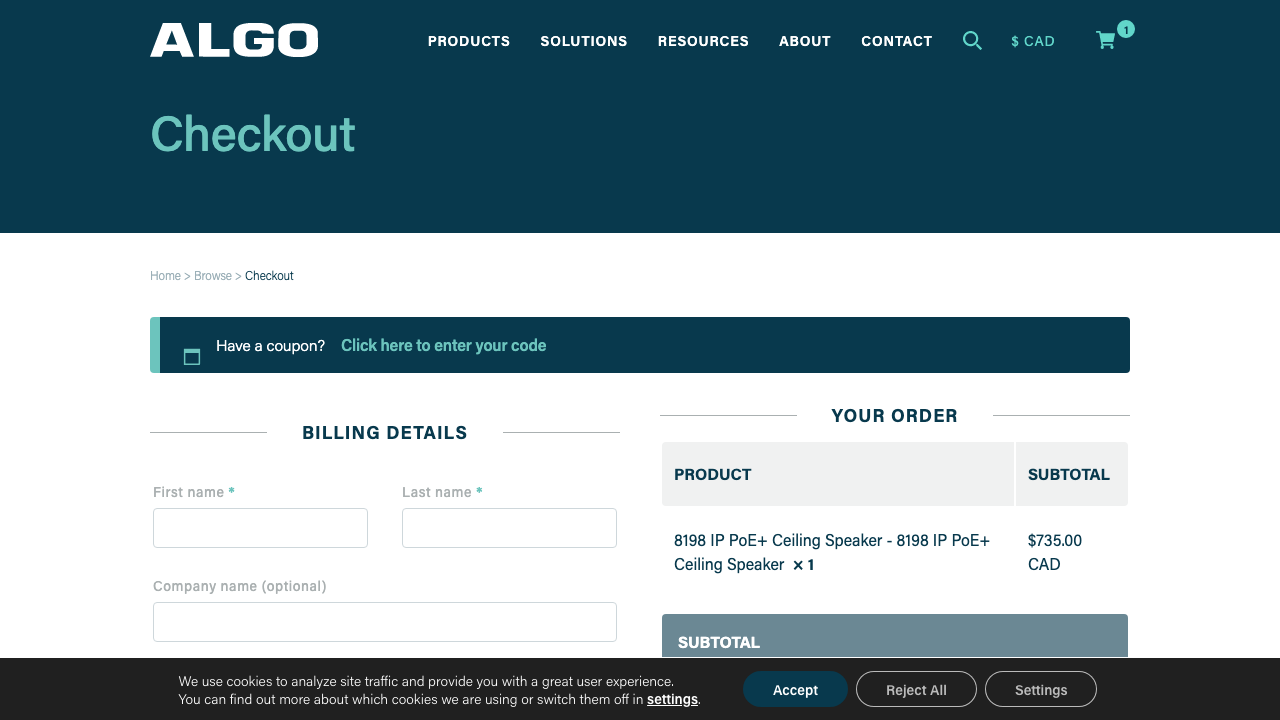 ALGO
PRODUCTS SOLUTIONS RESOURCES ABOUT CONTACT $ CAD 1
Checkout
Home > Browse > Checkout
Have a coupon? Click here to enter your code
BILLING DETAILS
First name * Last name *
Company name (optional)
YOUR ORDER
PRODUCT SUBTOTAL
8198 IP PoE+ Ceiling Speaker - 8198 IP PoE+ $735.00
Ceiling Speaker × 1 CAD
SUBTOTAL
We use cookies to analyze site traffic and provide you with a great user experience.
You can find out more about which cookies we are using or switch them off in settings.
Accept Reject All Settings